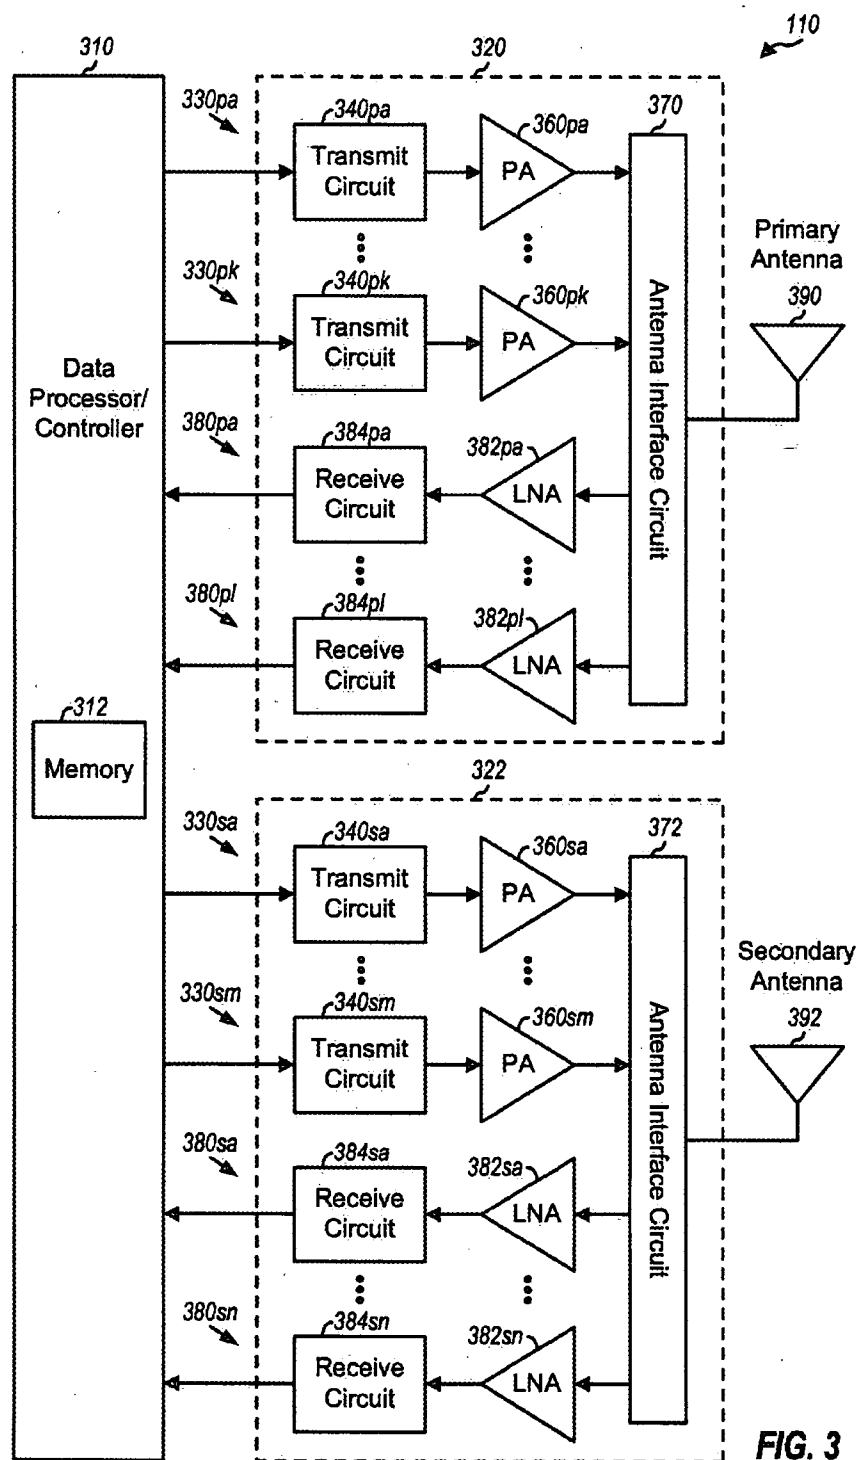 110
310
320
330pa
340pa
Transmit
Circuit
360pa
PA
370
Primary
Antenna
390
330pk
340pk
Transmit
Circuit
360pk
PA
Antenna Interface Circuit
Data
Processor/
Controller
380pa
384pa
Receive
Circuit
382pa
LNA
380pl
384pl
Receive
Circuit
382pl
LNA
312
Memory
322
330sa
340sa
Transmit
Circuit
360sa
PA
372
Secondary
Antenna
392
330sm
340sm
Transmit
Circuit
360sm
PA
Antenna Interface Circuit
380sa
384sa
Receive
Circuit
382sa
LNA
380sn
384sn
Receive
Circuit
382sn
LNA
FIG. 3